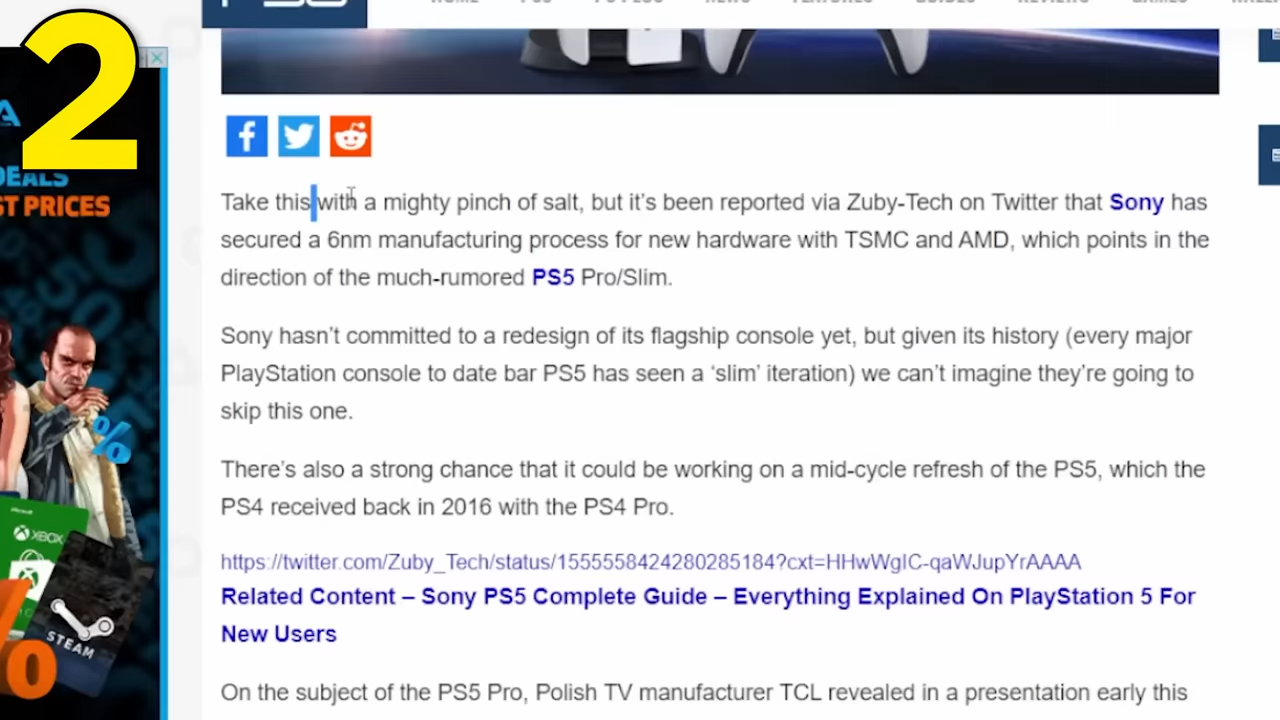 2
DEALS
ST PRICES
Take this with a mighty pinch of salt, but it’s been reported via Zuby-Tech on Twitter that Sony has
secured a 6nm manufacturing process for new hardware with TSMC and AMD, which points in the
direction of the much-rumored PS5 Pro/Slim.
Sony hasn’t committed to a redesign of its flagship console yet, but given its history (every major
PlayStation console to date bar PS5 has seen a ‘slim’ iteration) we can’t imagine they’re going to
skip this one.
There’s also a strong chance that it could be working on a mid-cycle refresh of the PS5, which the
PS4 received back in 2016 with the PS4 Pro.
https://twitter.com/Zuby_Tech/status/1555558424280285184?cxt=HHwWgIC-qaWJupYrAAAA
Related Content – Sony PS5 Complete Guide – Everything Explained On PlayStation 5 For
New Users
On the subject of the PS5 Pro, Polish TV manufacturer TCL revealed in a presentation early this
%
XBOX
STEAM
%